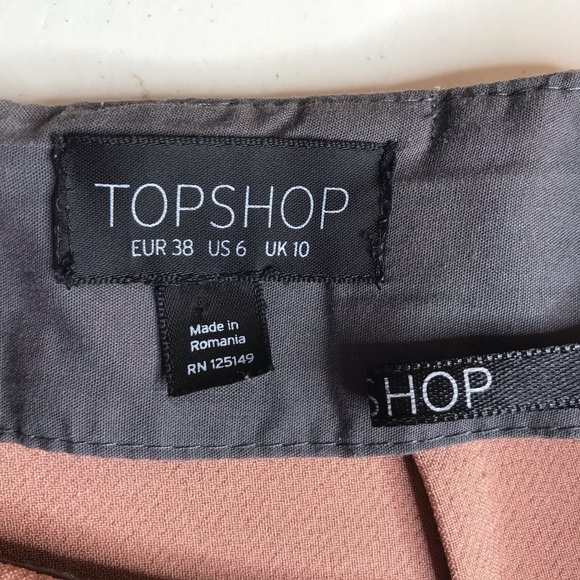 TOPSHOP
EUR 38 US 6 UK 10
Made in
Romania
RN 125149
SHOP